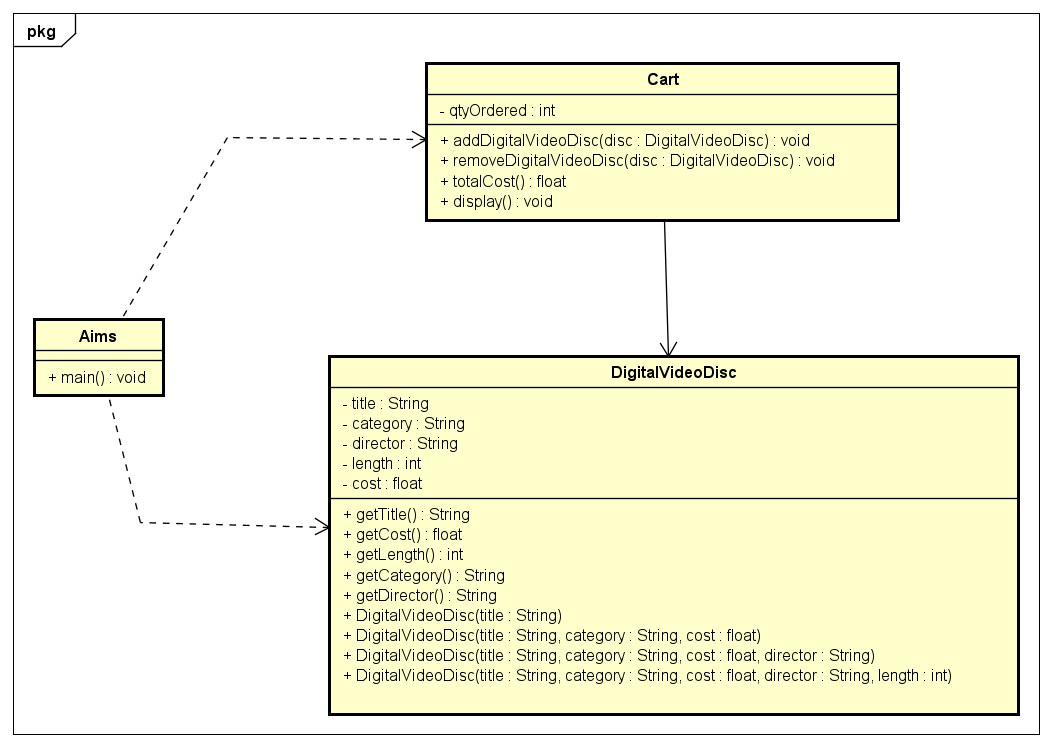 pkg
Cart
- qtyOrdered : int
+ addDigitalVideoDisc(disc : DigitalVideoDisc) : void
+ removeDigitalVideoDisc(disc : DigitalVideoDisc) : void
+ totalCost() : float
+ display() : void
Aims
+ main() : void
DigitalVideoDisc
- title : String
- category : String
- director : String
- length : int
- cost : float
+ getTitle() : String
+ getCost() : float
+ getLength() : int
+ getCategory() : String
+ getDirector() : String
+ DigitalVideoDisc(title : String)
+ DigitalVideoDisc(title : String, category : String, cost : float)
+ DigitalVideoDisc(title : String, category : String, cost : float, director : String)
+ DigitalVideoDisc(title : String, category : String, cost : float, director : String, length : int)